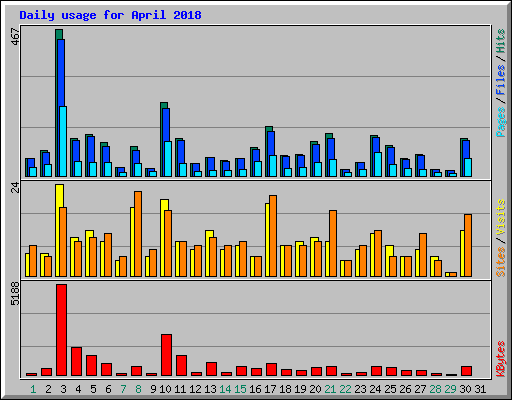 Daily usage for April 2018
467
Pages / Files / Hits
24
Sites / Visits
5188
KBytes
1 2 3 4 5 6 7 8 9 10 11 12 13 14 15 16 17 18 19 20 21 22 23 24 25 26 27 28 29 30 31